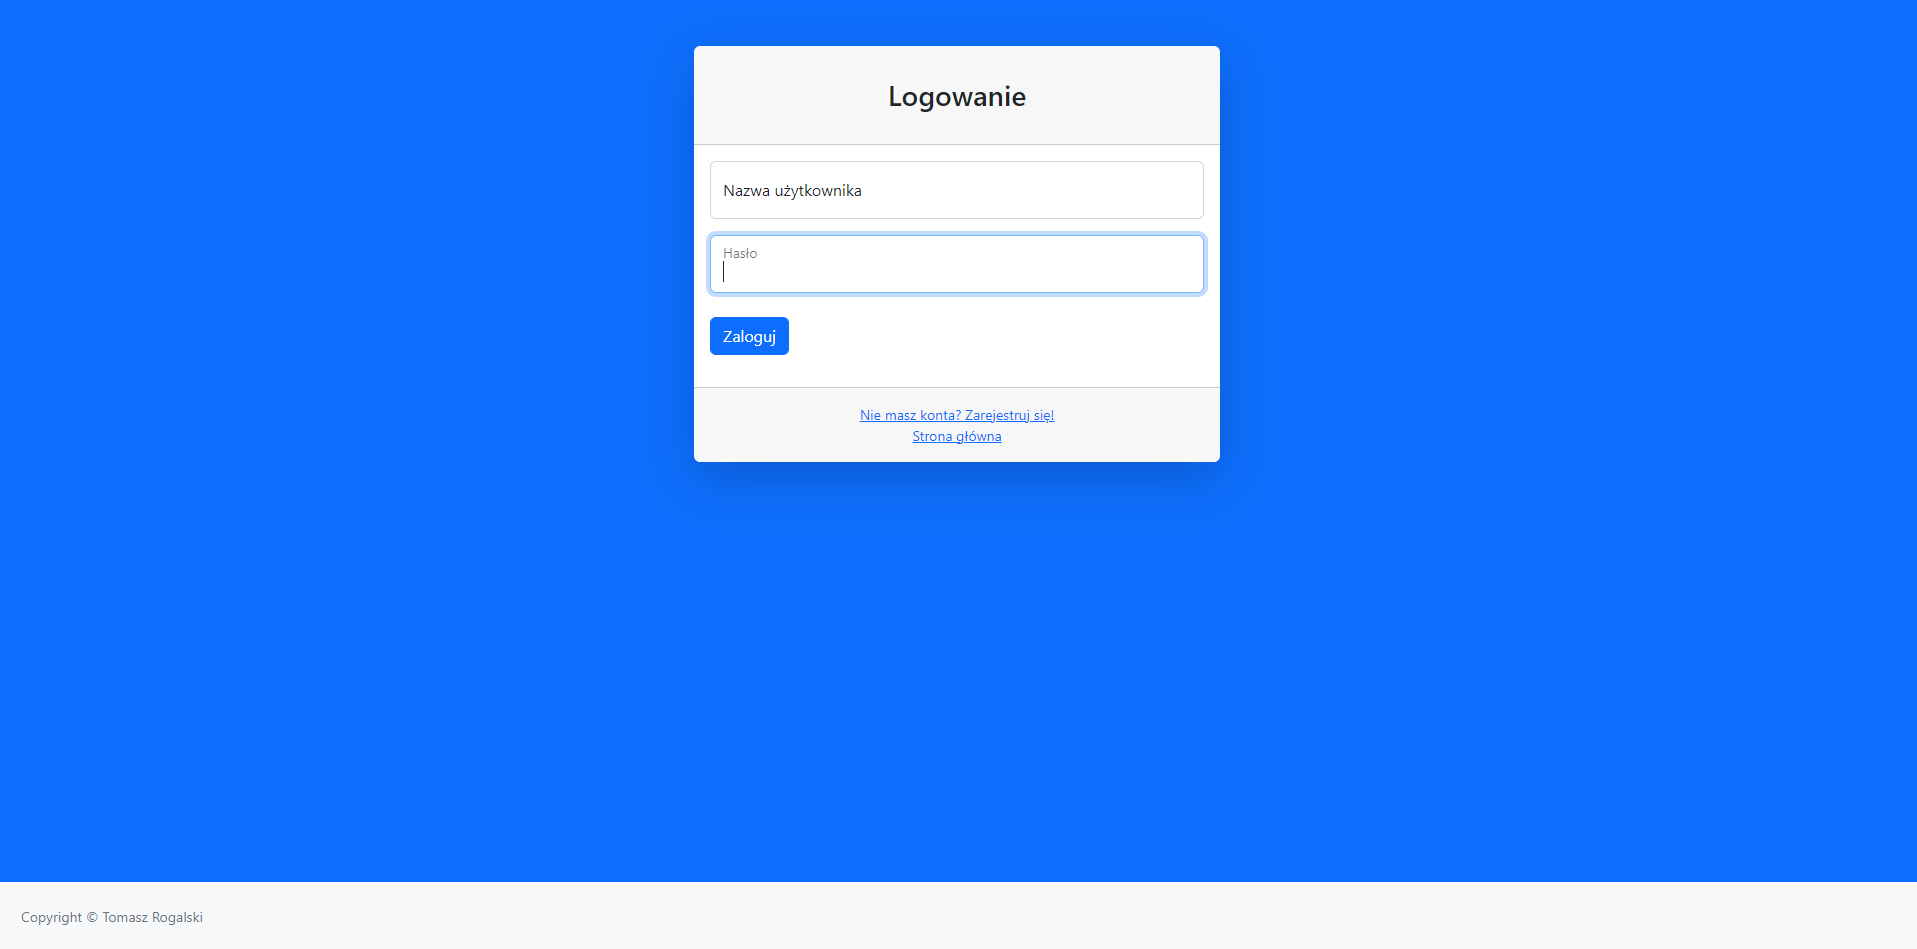 Logowanie
Nazwa użytkownika
Hasło
Zaloguj
Nie masz konta? Zarejestruj się!
Strona główna
Copyright © Tomasz Rogalski